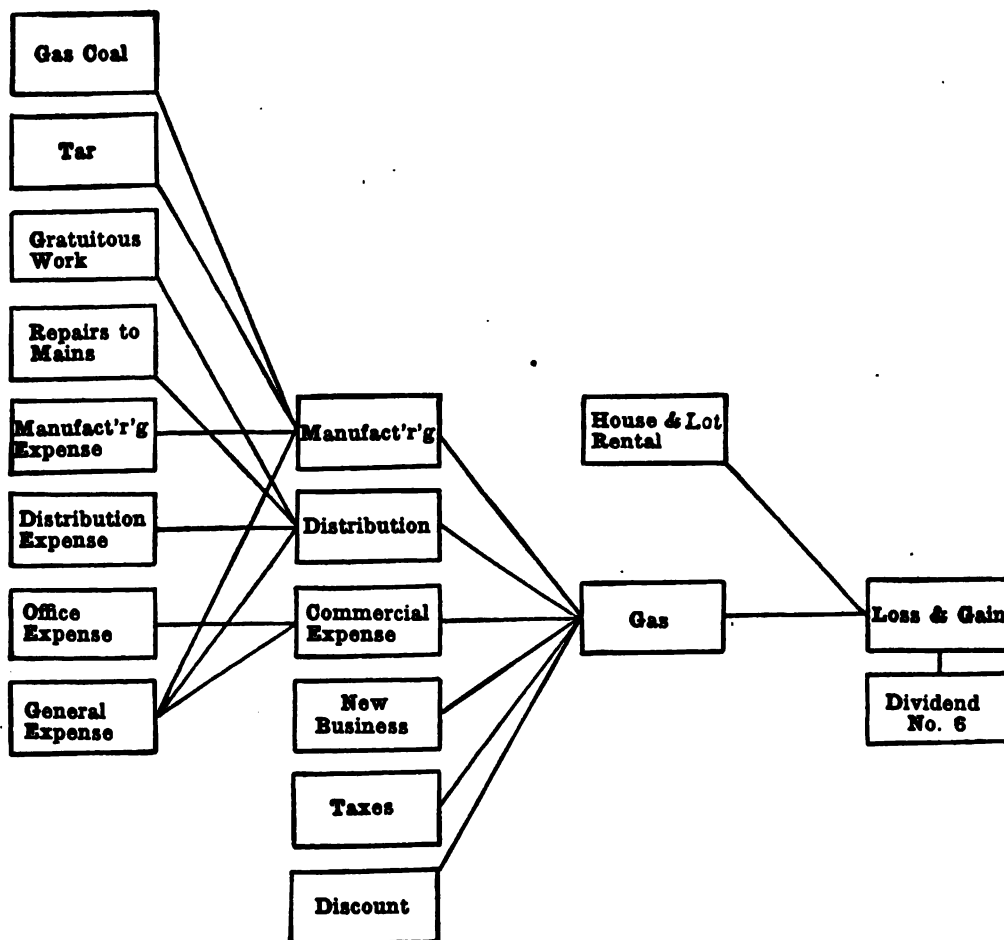 Gas Coal
Tar
Gratuitous
Work
Repairs to
Mains
Manufact'r'g
Expense
Distribution
Expense
Office
Expense
General
Expense
Manufact'r'g
Distribution
Commercial
Expense
New
Business
Taxes
Discount
House & Lot
Rental
Gas
Loss & Gain
Dividend
No. 6